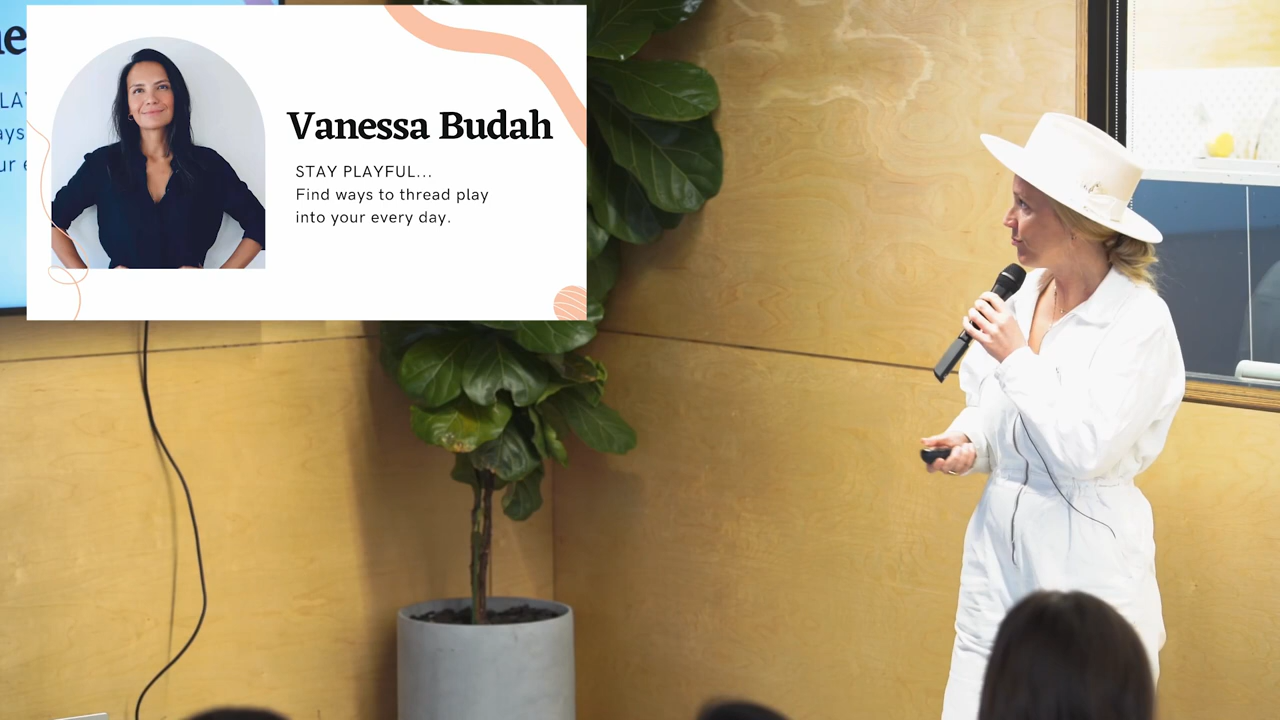 Vanessa Budah
STAY PLAYFUL...
Find ways to thread play
into your every day.